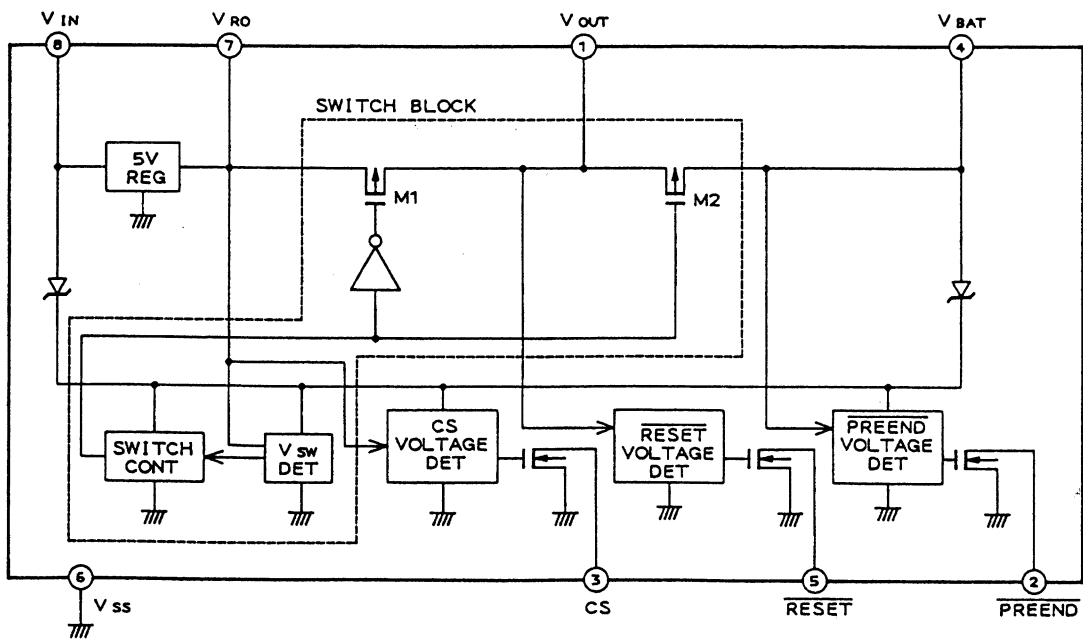 V IN
V RO
V OUT
V BAT
8
7
1
4
SWITCH BLOCK
5V
REG
M1
M2
SWITCH
CONT
V SW
DET
CS
VOLTAGE
DET
RESET
VOLTAGE
DET
PREEND
VOLTAGE
DET
6
3
5
2
V SS
CS
RESET
PREEND